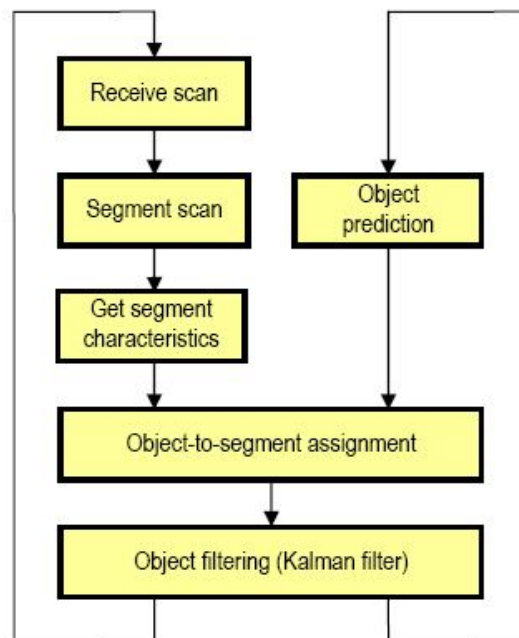 Receive scan
Segment scan
Object
prediction
Get segment
characteristics
Object-to-segment assignment
Object filtering (Kalman filter)